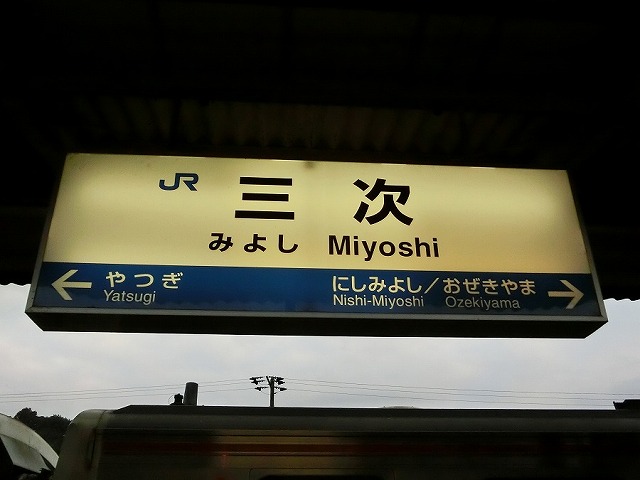 JR 三次
みよし Miyoshi
← やつぎ にしみよし／おぜきやま →
Yatsugi Nishi-Miyoshi Ozekiyama